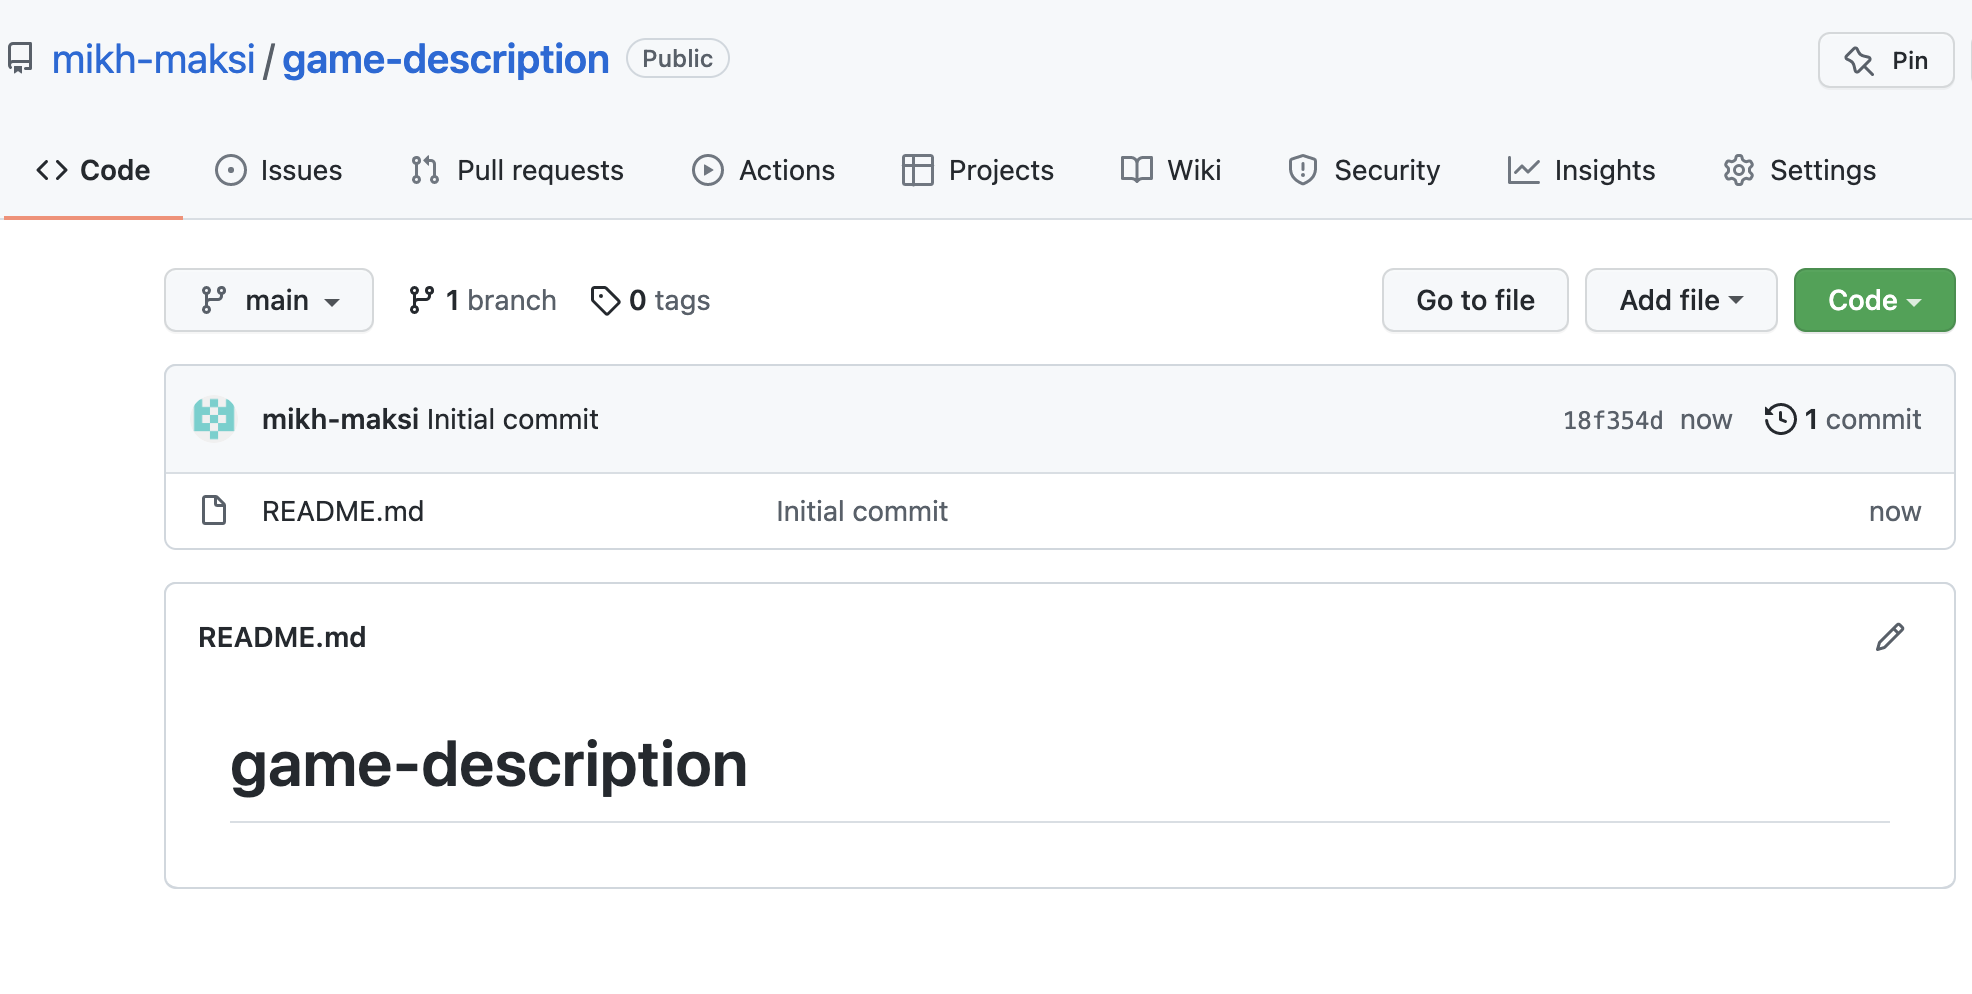 mikh-maksi / game-description Public Pin
Code Issues Pull requests Actions Projects Wiki Security Insights Settings
main 1 branch 0 tags Go to file Add file Code
mikh-maksi Initial commit 18f354d now 1 commit
README.md Initial commit now
README.md
game-description